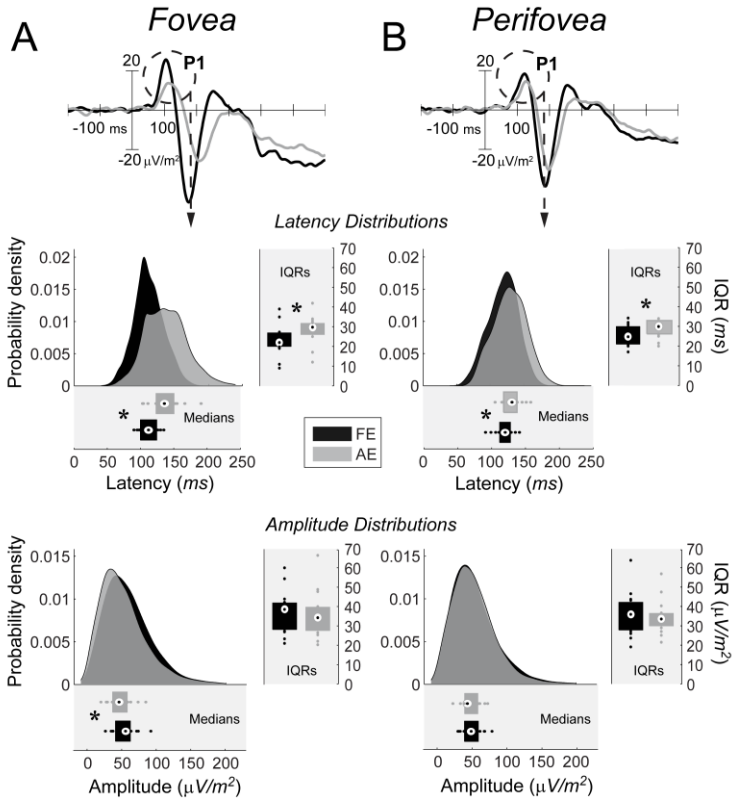 Fovea
Perifovea
A
B
20
P1
-100 ms
100
-20 μV/m²
20
P1
-100 ms
100
-20 μV/m²
Latency Distributions
Probability density
0.02
0.015
0.01
0.005
0
IQRs
*
70
60
50
40
30
20
10
0
*
Medians
0 50 100 150 200 250
Latency (ms)
0.02
0.015
0.01
0.005
0
IQRs
*
70
60
50
40
30
20
10
0
IQR (ms)
*
Medians
0 50 100 150 200 250
Latency (ms)
FE
AE
Amplitude Distributions
Probability density
0.015
0.01
0.005
0
IQRs
70
60
50
40
30
20
10
0
*
Medians
0 50 100 150 200
Amplitude (μV/m²)
0.015
0.01
0.005
0
IQRs
70
60
50
40
30
20
10
0
IQR (μV/m²)
Medians
0 50 100 150 200
Amplitude (μV/m²)